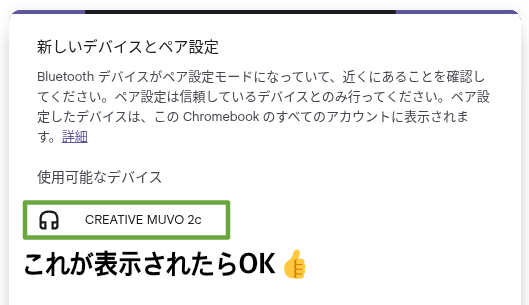 新しいデバイスとペア設定
Bluetooth デバイスがペア設定モードになっていて、近くにあることを確認し
てください。ペア設定は信頼しているデバイスとのみ行ってください。ペア設
定したデバイスは、この Chromebook のすべてのアカウントに表示されま
す。詳細
使用可能なデバイス
CREATIVE MUVO 2c
これが表示されたらOK👍